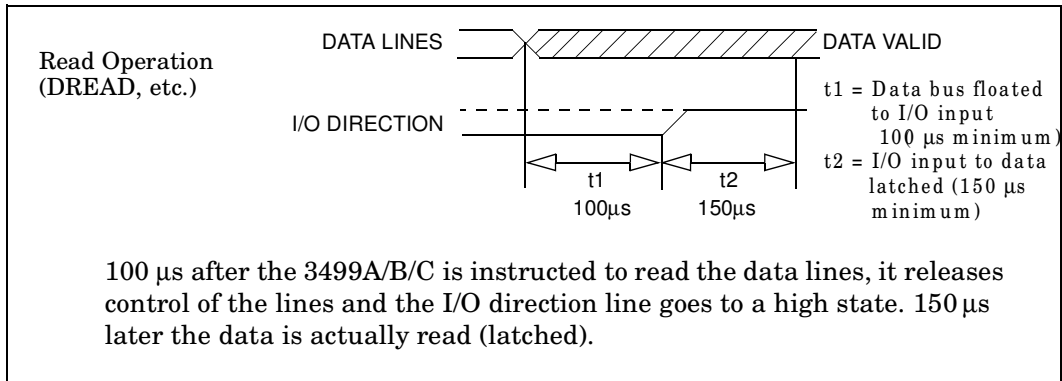 Read Operation
(DREAD, etc.)
DATA LINES
DATA VALID
I/O DIRECTION
t1
100µs
t2
150µs
t1 = Data bus floated
to I/O input
100 µs minimum)
t2 = I/O input to data
latched (150 µs
minimum)
100 µs after the 3499A/B/C is instructed to read the data lines, it releases
control of the lines and the I/O direction line goes to a high state. 150 µs
later the data is actually read (latched).